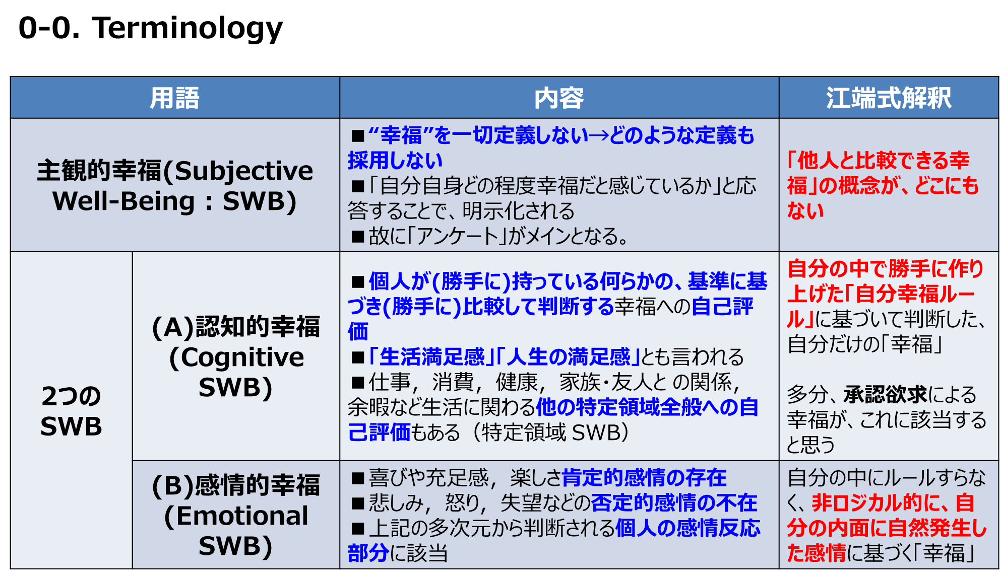 0-0. Terminology
用語
内容
江端式解釈
主観的幸福(Subjective
Well-Being：SWB)
■“幸福”を一切定義しない→どのような定義も
採用しない
■「自分自身どの程度幸福だと感じているか」と応
答することで、明示化される
■故に「アンケート」がメインとなる。
「他人と比較できる幸
福」の概念が、どこにも
ない
2つの
SWB
(A)認知的幸福
(Cognitive
SWB)
■個人が(勝手に)持っている何らかの、基準に基
づき(勝手に)比較して判断する幸福への自己評
価
■「生活満足感」「人生の満足感」とも言われる
■仕事，消費，健康，家族・友人と の関係，
余暇など生活に関わる他の特定領域全般への自
己評価もある（特定領域 SWB）
自分の中で勝手に作り
上げた「自分幸福ルー
ル」に基づいて判断した、
自分だけの「幸福」
多分、承認欲求による
幸福が、これに該当する
と思う
(B)感情的幸福
(Emotional
SWB)
■喜びや充足感，楽しさ肯定的感情の存在
■悲しみ，怒り，失望などの否定的感情の不在
■上記の多次元から判断される個人の感情反応
部分に該当
自分の中にルールすらな
く、非ロジカル的に、自
分の内面に自然発生し
た感情に基づく「幸福」